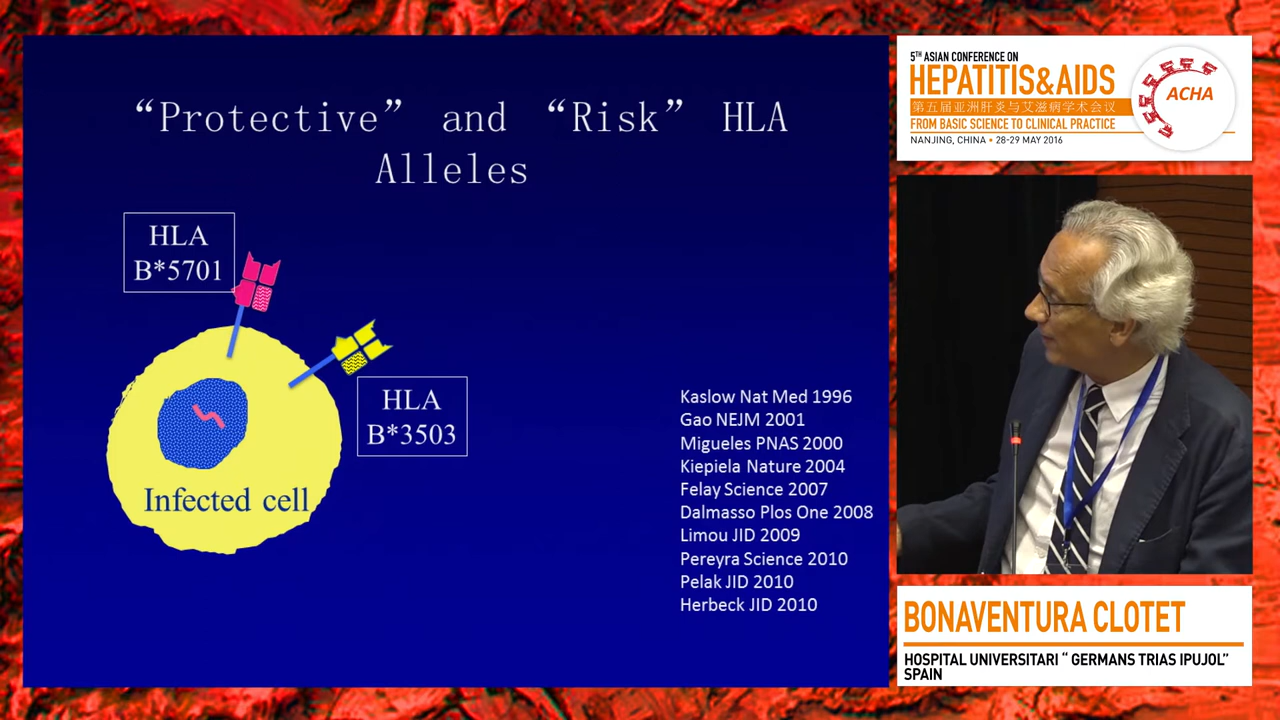 “Protective” and “Risk” HLA
Alleles
HLA
B*5701
HLA
B*3503
Infected cell
Kaslow Nat Med 1996
Gao NEJM 2001
Migueles PNAS 2000
Kiepiela Nature 2004
Felay Science 2007
Dalmasso Plos One 2008
Limou JID 2009
Pereyra Science 2010
Pelak JID 2010
Herbeck JID 2010
5TH ASIAN CONFERENCE ON
HEPATITIS&AIDS
第五届亚洲肝炎与艾滋病学术会议
FROM BASIC SCIENCE TO CLINICAL PRACTICE
NANJING, CHINA • 28-29 MAY 2016
ACHA
BONAVENTURA CLOTET
HOSPITAL UNIVERSITARI “ GERMANS TRIAS IPUJOL”
SPAIN